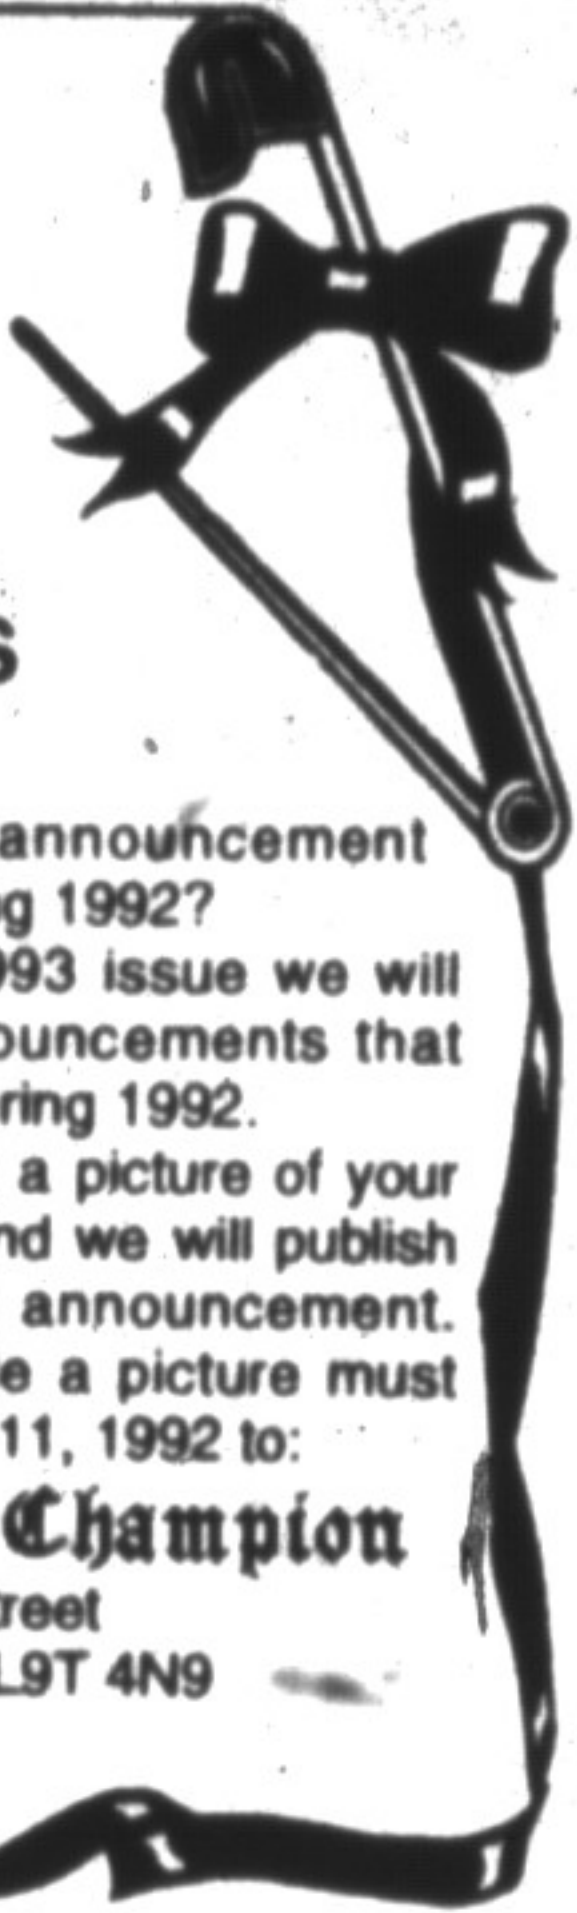 s
announcement
g 1992?
993 issue we will
ouncements that
ring 1992.
a picture of your
nd we will publish
announcement.
e a picture must
11, 1992 to:
Champion
reet
L9T 4N9